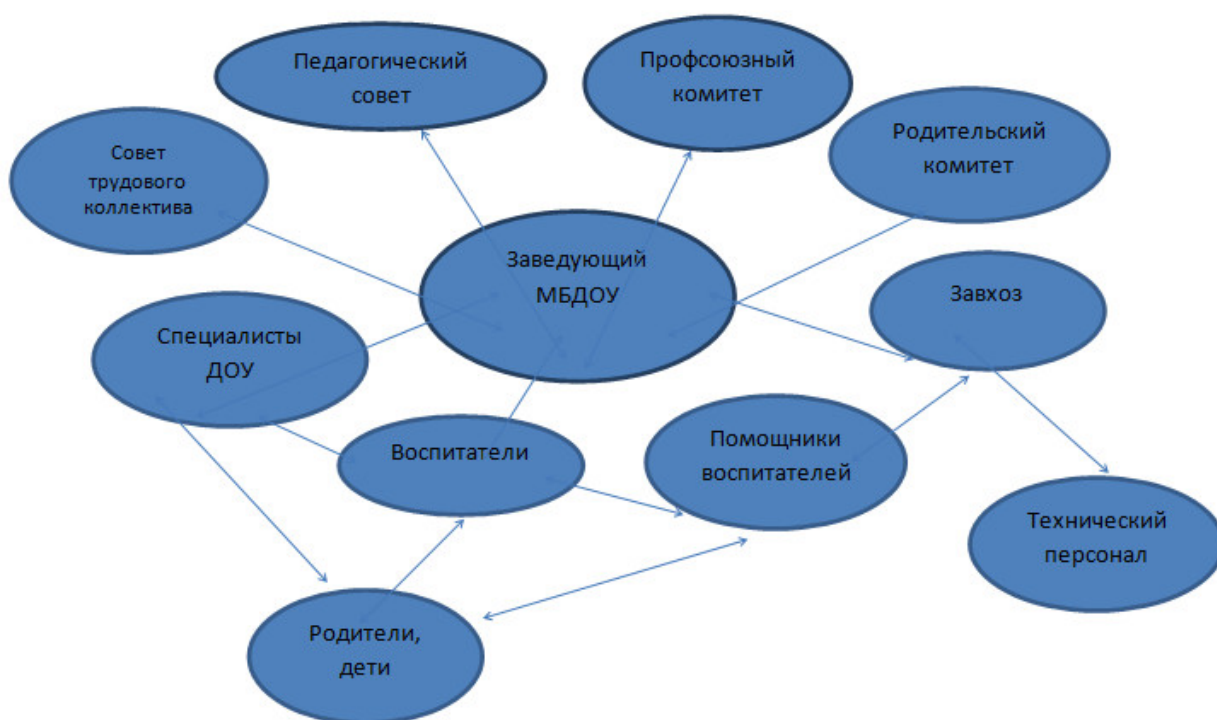 Педагогический
совет
Профсоюзный
комитет
Родительский
комитет
Совет
трудового
коллектива
Заведующий
МБДОУ
Завхоз
Специалисты
ДОУ
Воспитатели
Помощники
воспитателей
Технический
персонал
Родители,
дети